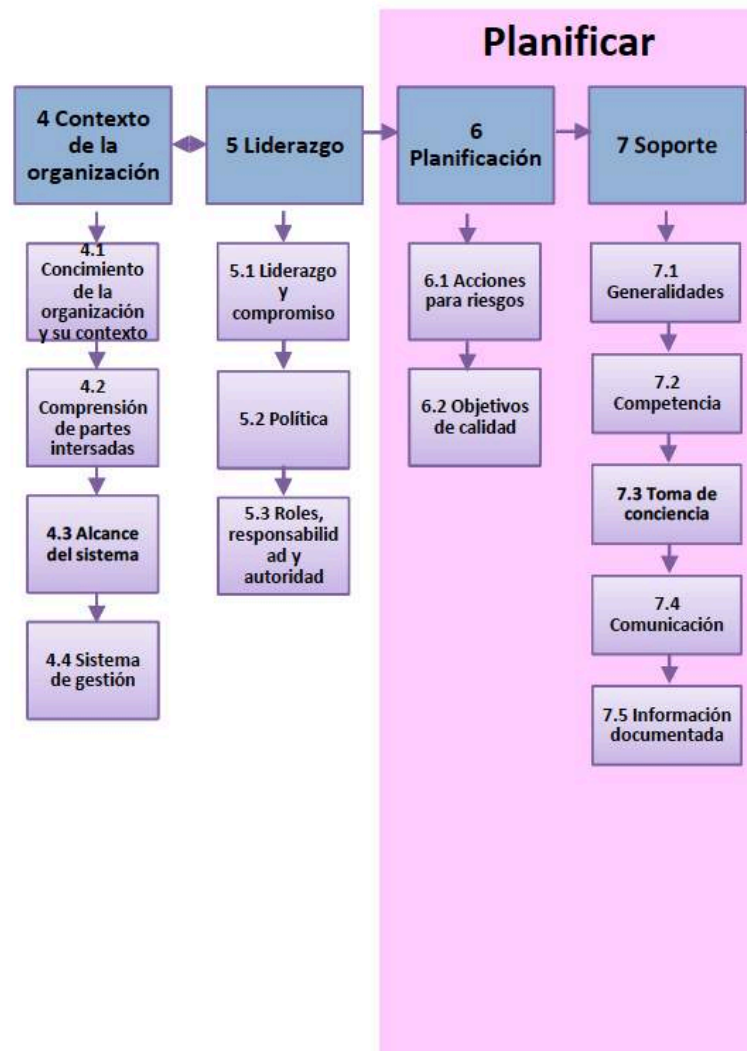 Planificar
4 Contexto
de la
organización
5 Liderazgo
6
Planificación
7 Soporte
4.1
Concimiento
de la
organización
y su contexto
4.2
Comprensión
de partes
intersadas
4.3 Alcance
del sistema
4.4 Sistema
de gestión
5.1 Liderazgo
y
compromiso
5.2 Política
5.3 Roles,
responsabilid
ad y
autoridad
6.1 Acciones
para riesgos
6.2 Objetivos
de calidad
7.1
Generalidades
7.2
Competencia
7.3 Toma de
conciencia
7.4
Comunicación
7.5 Información
documentada